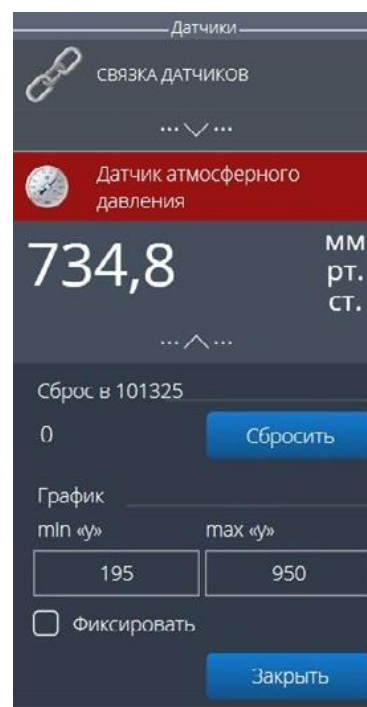 Датчики
СВЯЗКА ДАТЧИКОВ
Датчик атмосферного
давления
734,8 мм
рт.
ст.
Сброс в 101325
0 Сбросить
График
min «y» max «y»
195 950
Фиксировать
Закрыть